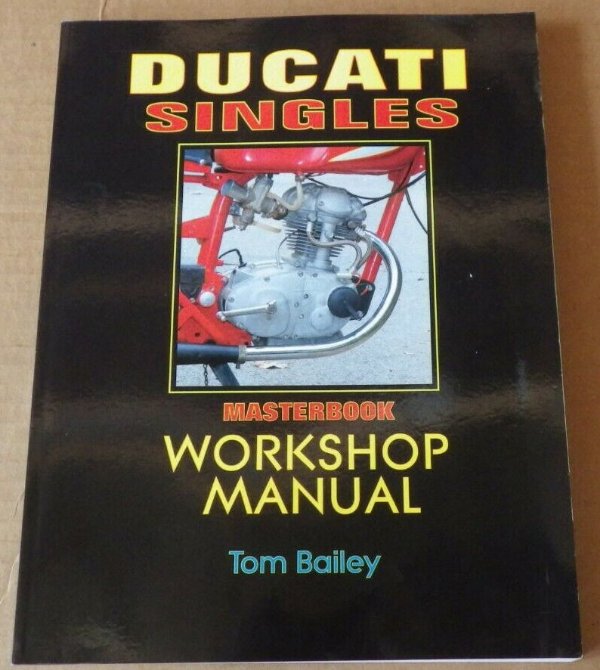 DUCATI
SINGLES
MASTERBOOK
WORKSHOP
MANUAL
Tom Bailey